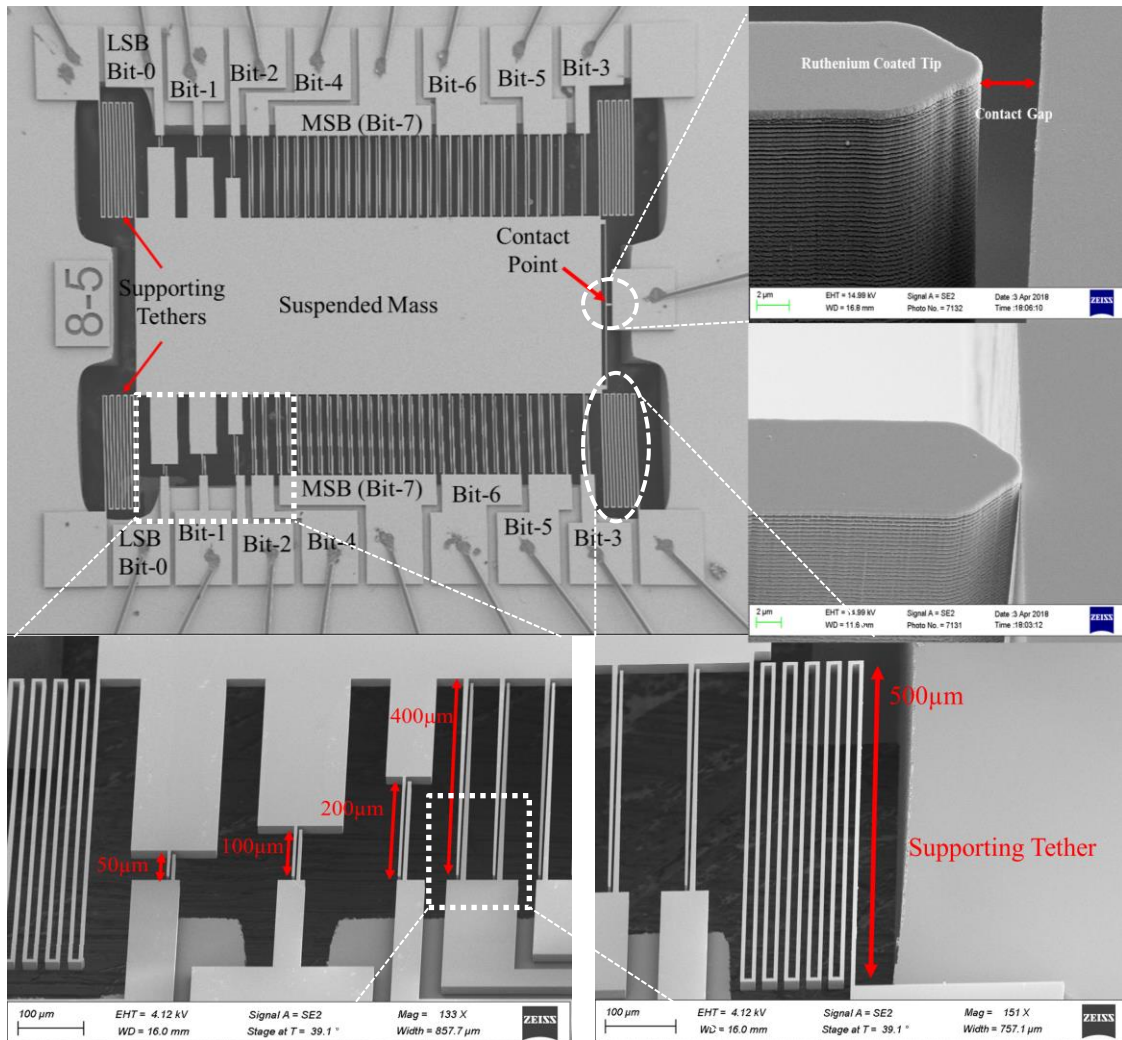 LSB
Bit-0
Bit-1
Bit-2
Bit-4
Bit-6
Bit-5
Bit-3
MSB (Bit-7)
Supporting
Tethers
Suspended Mass
Contact
Point
8-5
MSB (Bit-7)
Bit-6
LSB
Bit-0
Bit-1
Bit-2
Bit-4
Bit-5
Bit-3
Ruthenium Coated Tip
Contact Gap
2 µm
EHT = 14.99 kV
WD = 16.8 mm
Signal A = SE2
Photo No. = 7132
Date :3 Apr 2018
Time :18:06:10
ZEISS
2 µm
EHT = 14.99 kV
Signal A = SE2
Photo No. = 7131
Date :3 Apr 2018
Time :18:03:12
ZEISS
50µm
100µm
200µm
400µm
100 µm
EHT = 4.12 kV
WD = 16.0 mm
Signal A = SE2
Stage at T = 39.1 °
Mag = 133 X
Width = 857.7 µm
ZEISS
500µm
Supporting Tether
100 µm
EHT = 4.12 kV
WD = 16.0 mm
Signal A = SE2
Stage at T = 39.1 °
Mag = 151 X
Width = 757.1 µm
ZEISS